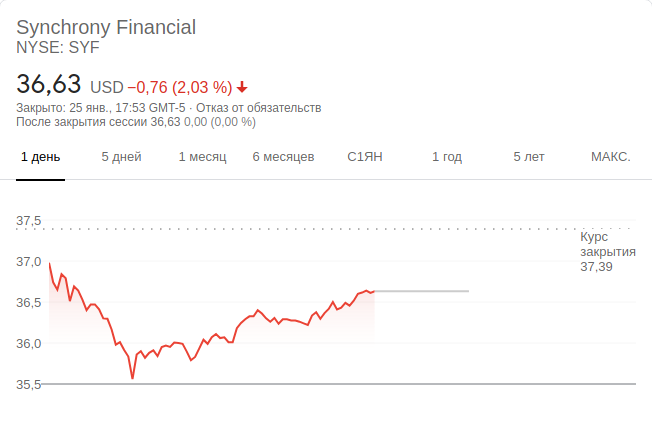 Synchrony Financial
NYSE: SYF
36,63 USD −0,76 (2,03 %)
Закрыто: 25 янв., 17:53 GMT-5 · Отказ от обязательств
После закрытия сессии 36,63 0,00 (0,00 %)
1 день 5 дней 1 месяц 6 месяцев С1ЯН 1 год 5 лет МАКС.
37,5
Курс
закрытия
37,39
37,0
36,5
36,0
35,5